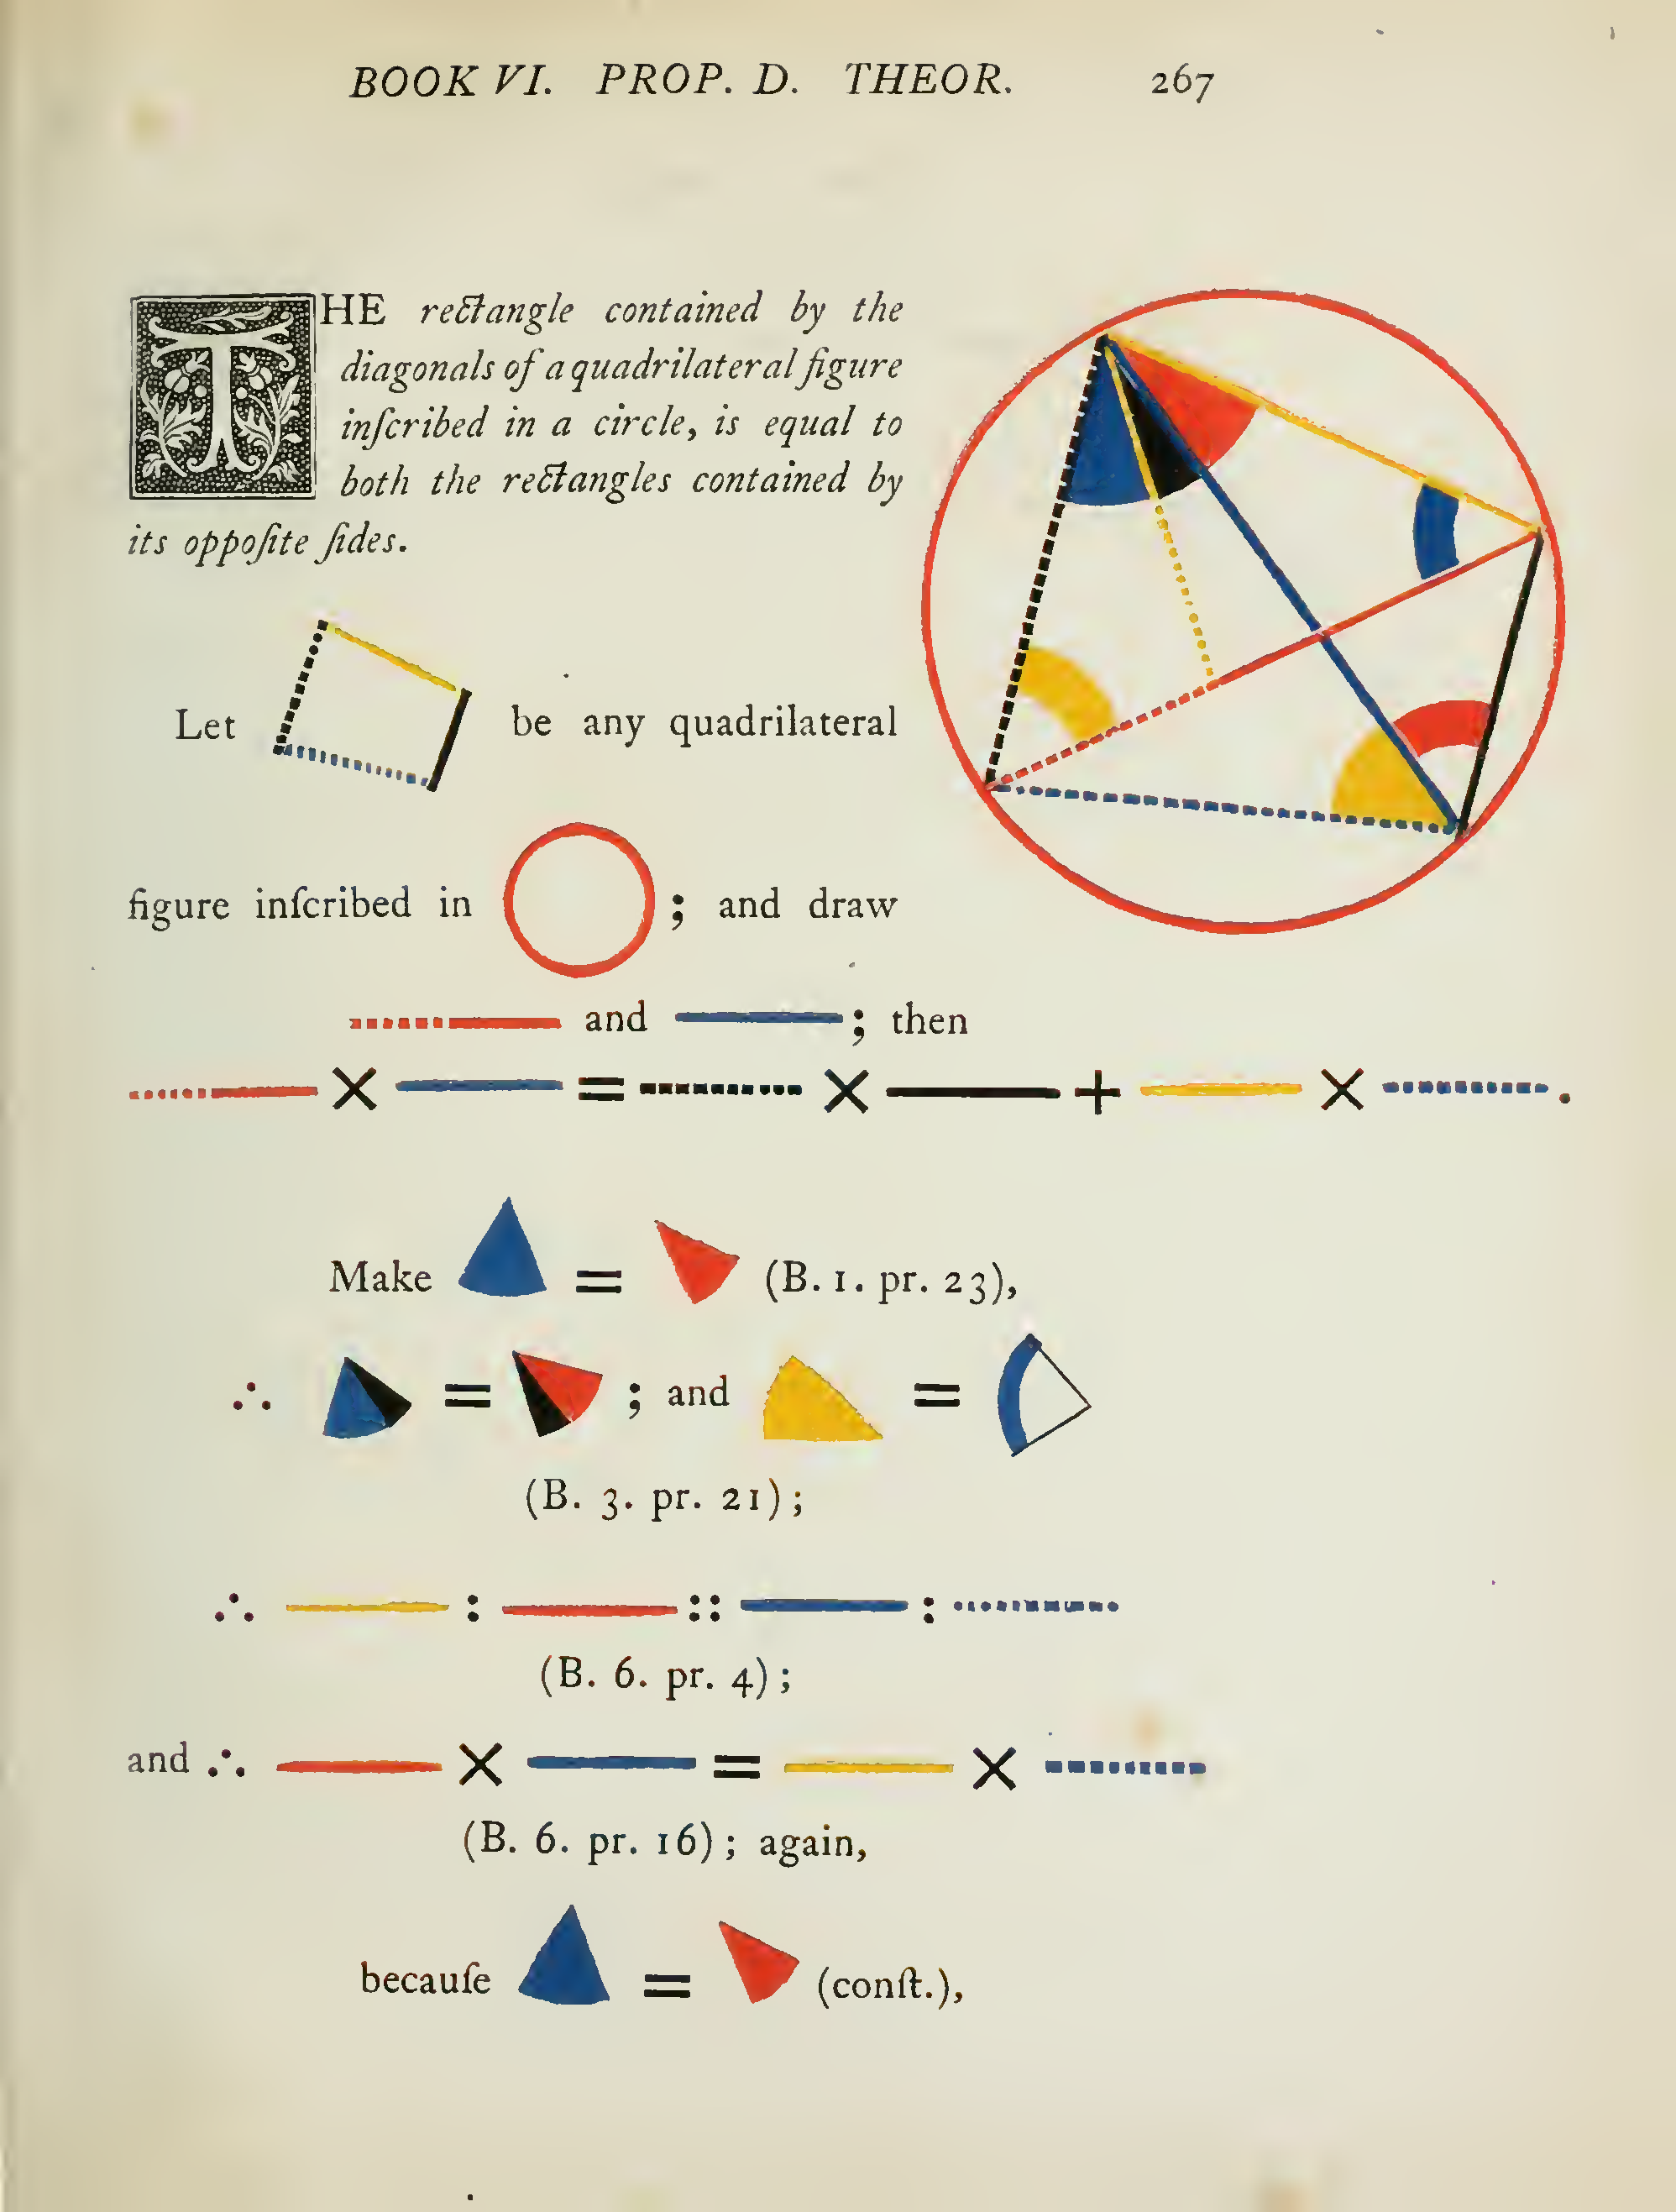 BOOK VI. PROP. D. THEOR. 267
THE rectangle contained by the
diagonals of a quadrilateral figure
inſcribed in a circle, is equal to
both the rectangles contained by
its oppoſite ſides.
Let be any quadrilateral
figure inſcribed in ; and draw
and ; then
× = × + × .
Make = (B. 1. pr. 23),
∴ = ; and =
(B. 3. pr. 21) ;
∴ : :: :
(B. 6. pr. 4) ;
and ∴ × = ×
(B. 6. pr. 16) ; again,
becauſe = (conſt.),